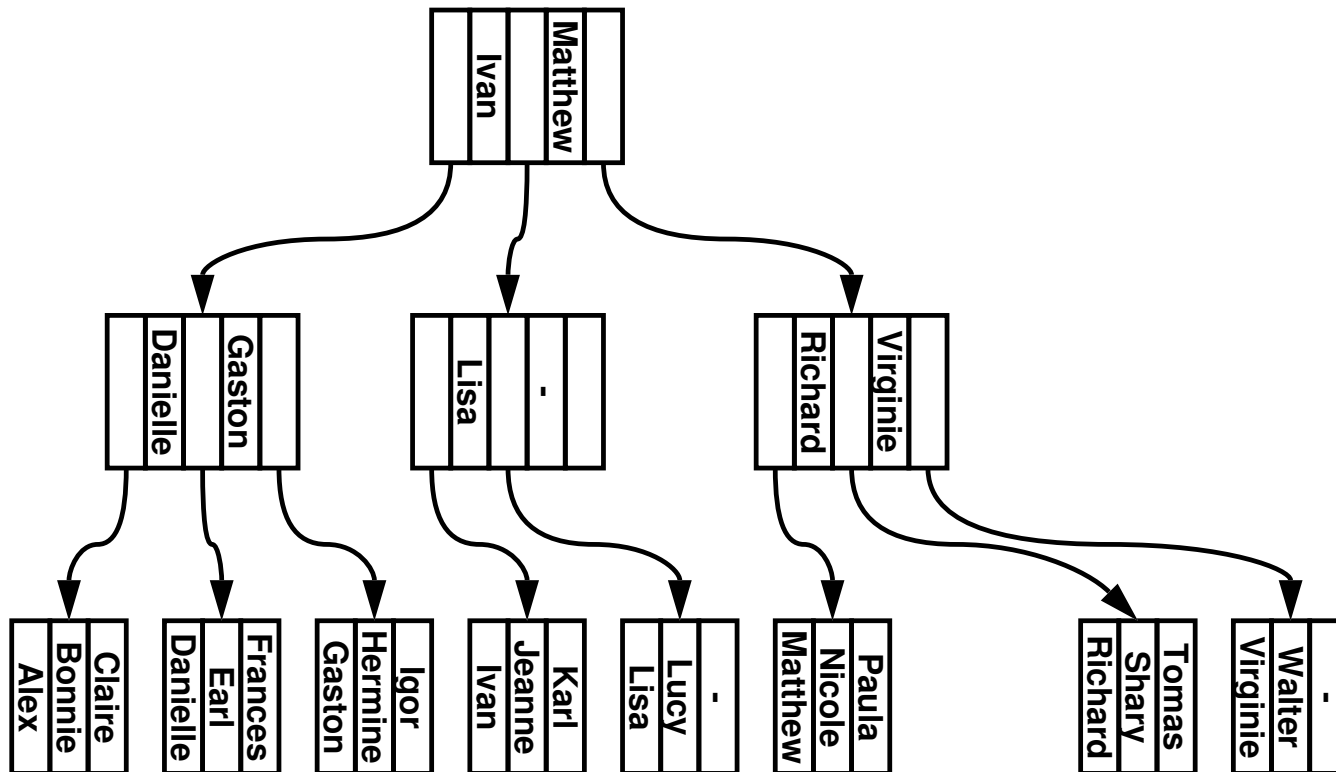 Ivan
Matthew
Danielle
Gaston
Lisa
-
Richard
Virginie
Alex
Bonnie
Claire
Danielle
Earl
Frances
Gaston
Hermine
Igor
Ivan
Jeanne
Karl
Lisa
Lucy
-
Matthew
Nicole
Paula
Richard
Shary
Tomas
Virginie
Walter
-